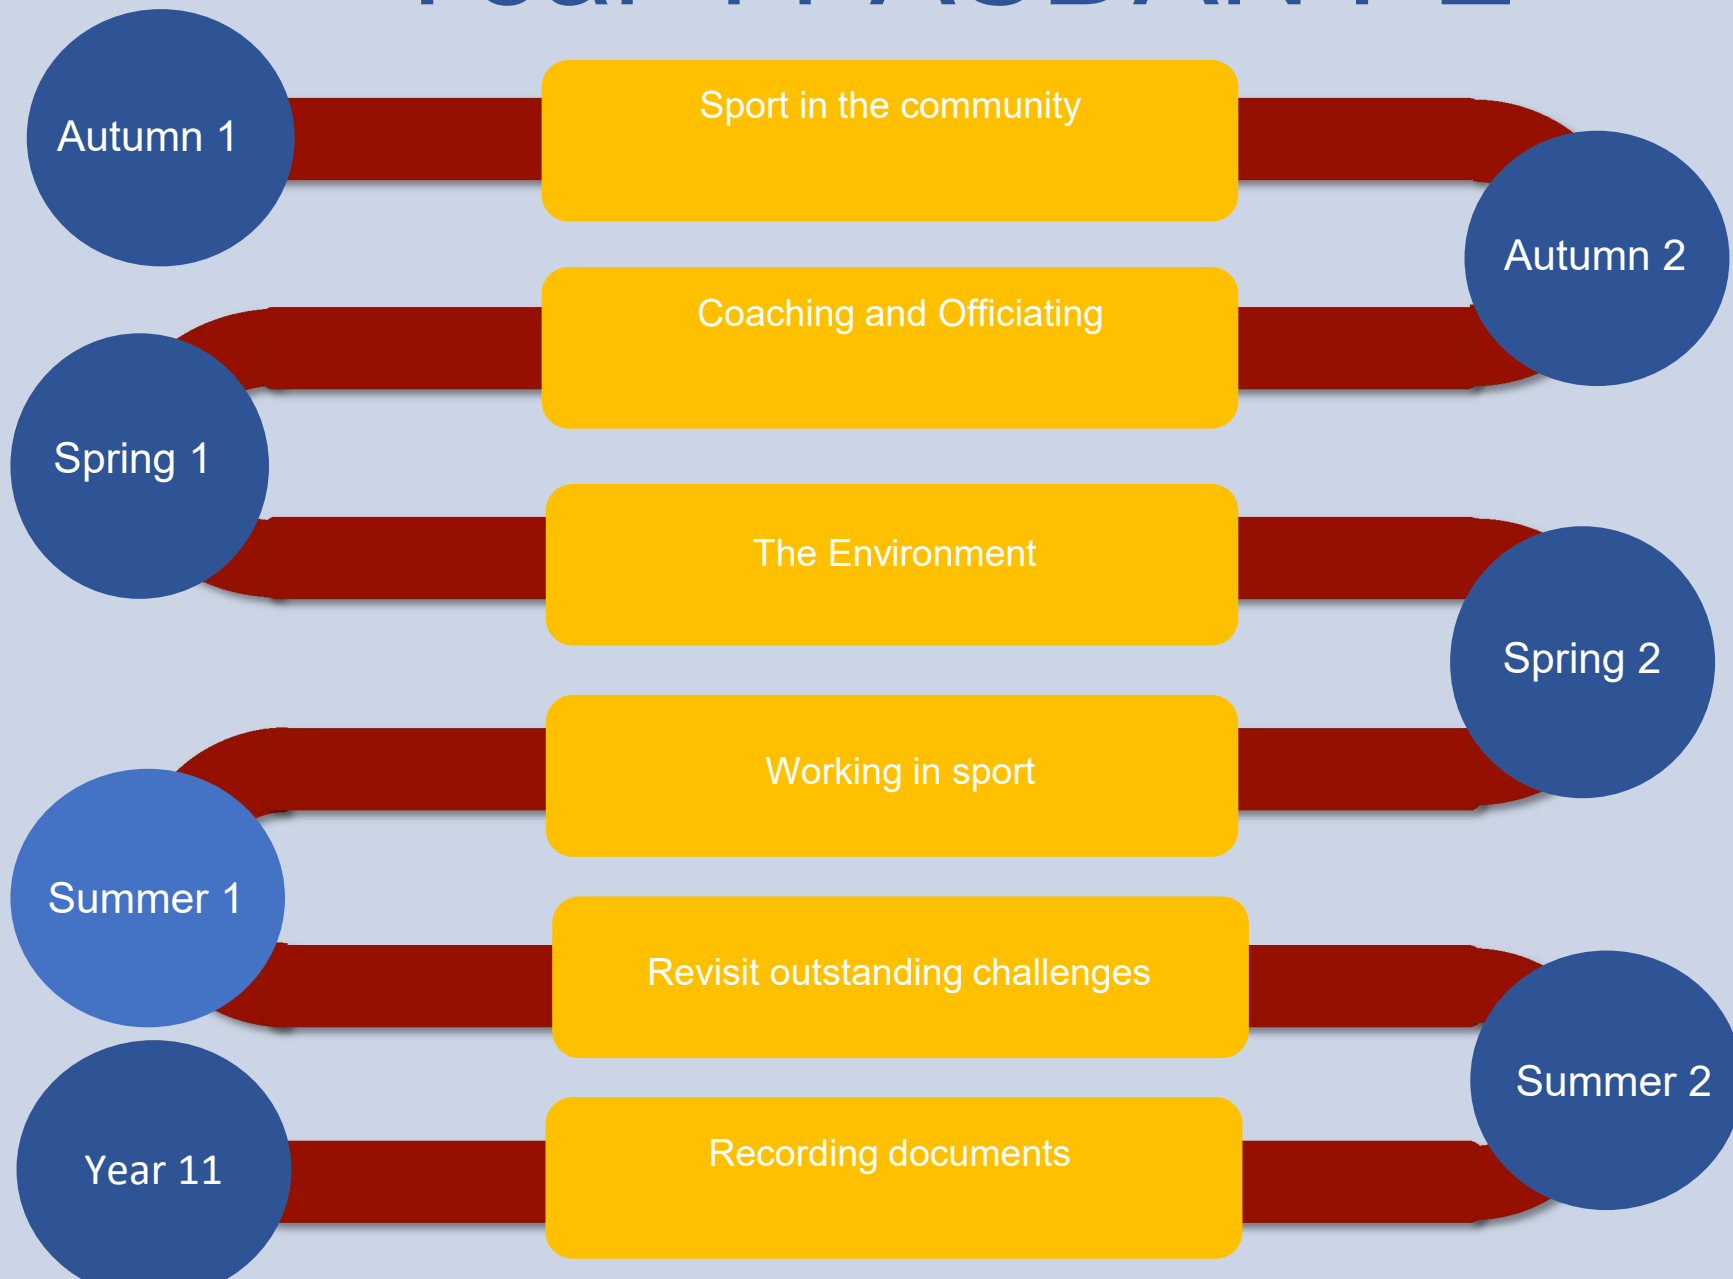 Autumn 1
Sport in the community
Autumn 2
Coaching and Officiating
Spring 1
The Environment
Spring 2
Working in sport
Summer 1
Revisit outstanding challenges
Summer 2
Recording documents
Year 11